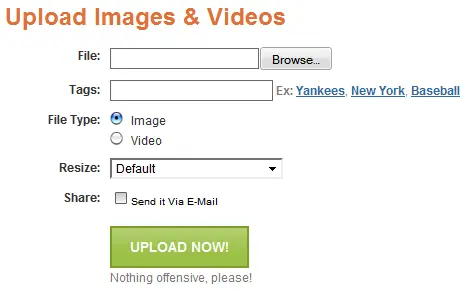 Upload Images & Videos
File: Browse...
Tags: Ex: Yankees, New York, Baseball
File Type: Image
Video
Resize: Default
Share: Send it Via E-Mail
UPLOAD NOW!
Nothing offensive, please!